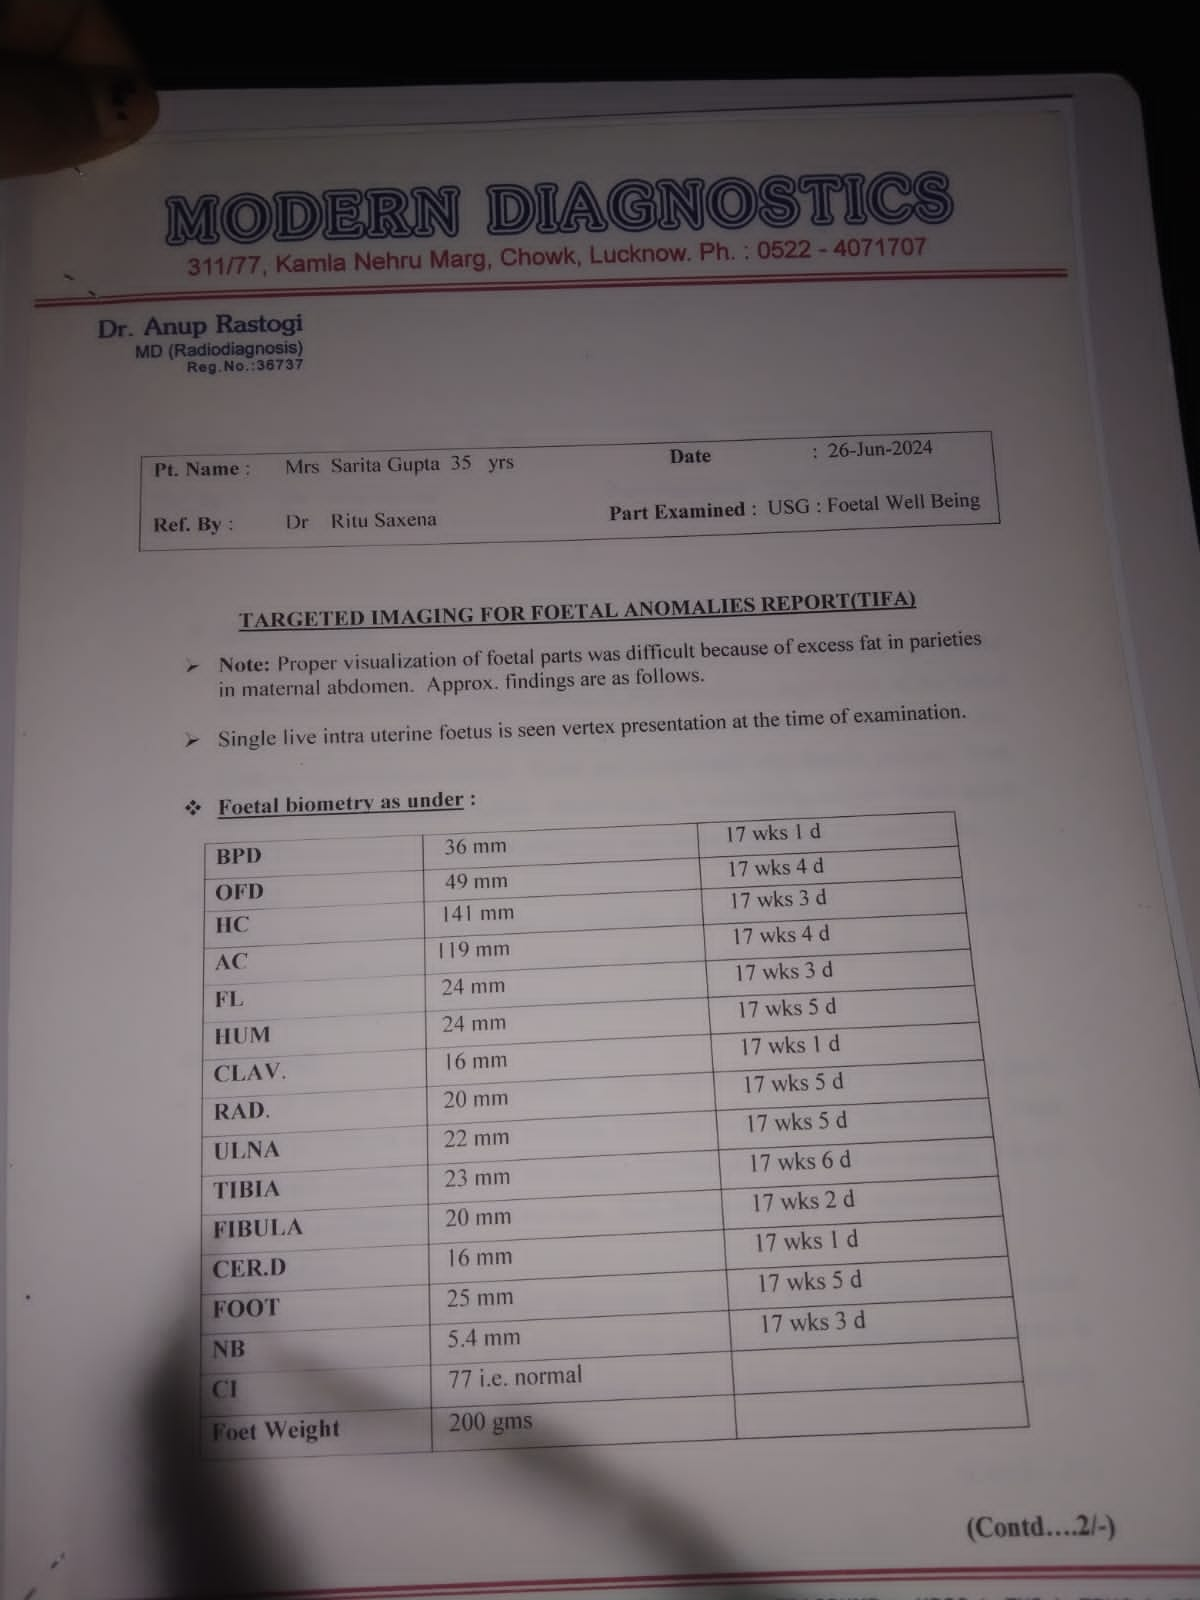 MODERN DIAGNOSTICS
311/77, Kamla Nehru Marg, Chowk, Lucknow. Ph. : 0522 - 4071707
Dr. Anup Rastogi
MD (Radiodiagnosis)
Reg.No.:36737
Pt. Name : Mrs Sarita Gupta 35 yrs Date : 26-Jun-2024
Ref. By : Dr Ritu Saxena Part Examined : USG : Foetal Well Being
TARGETED IMAGING FOR FOETAL ANOMALIES REPORT(TIFA)
➢ Note: Proper visualization of foetal parts was difficult because of excess fat in parieties
in maternal abdomen. Approx. findings are as follows.
➢ Single live intra uterine foetus is seen vertex presentation at the time of examination.
❖ Foetal biometry as under :
BPD 36 mm 17 wks 1 d
OFD 49 mm 17 wks 4 d
HC 141 mm 17 wks 3 d
AC 119 mm 17 wks 4 d
FL 24 mm 17 wks 3 d
HUM 24 mm 17 wks 5 d
CLAV. 16 mm 17 wks 1 d
RAD. 20 mm 17 wks 5 d
ULNA 22 mm 17 wks 5 d
TIBIA 23 mm 17 wks 6 d
FIBULA 20 mm 17 wks 2 d
CER.D 16 mm 17 wks 1 d
FOOT 25 mm 17 wks 5 d
NB 5.4 mm 17 wks 3 d
CI 77 i.e. normal
Foet Weight 200 gms
(Contd....2/-)